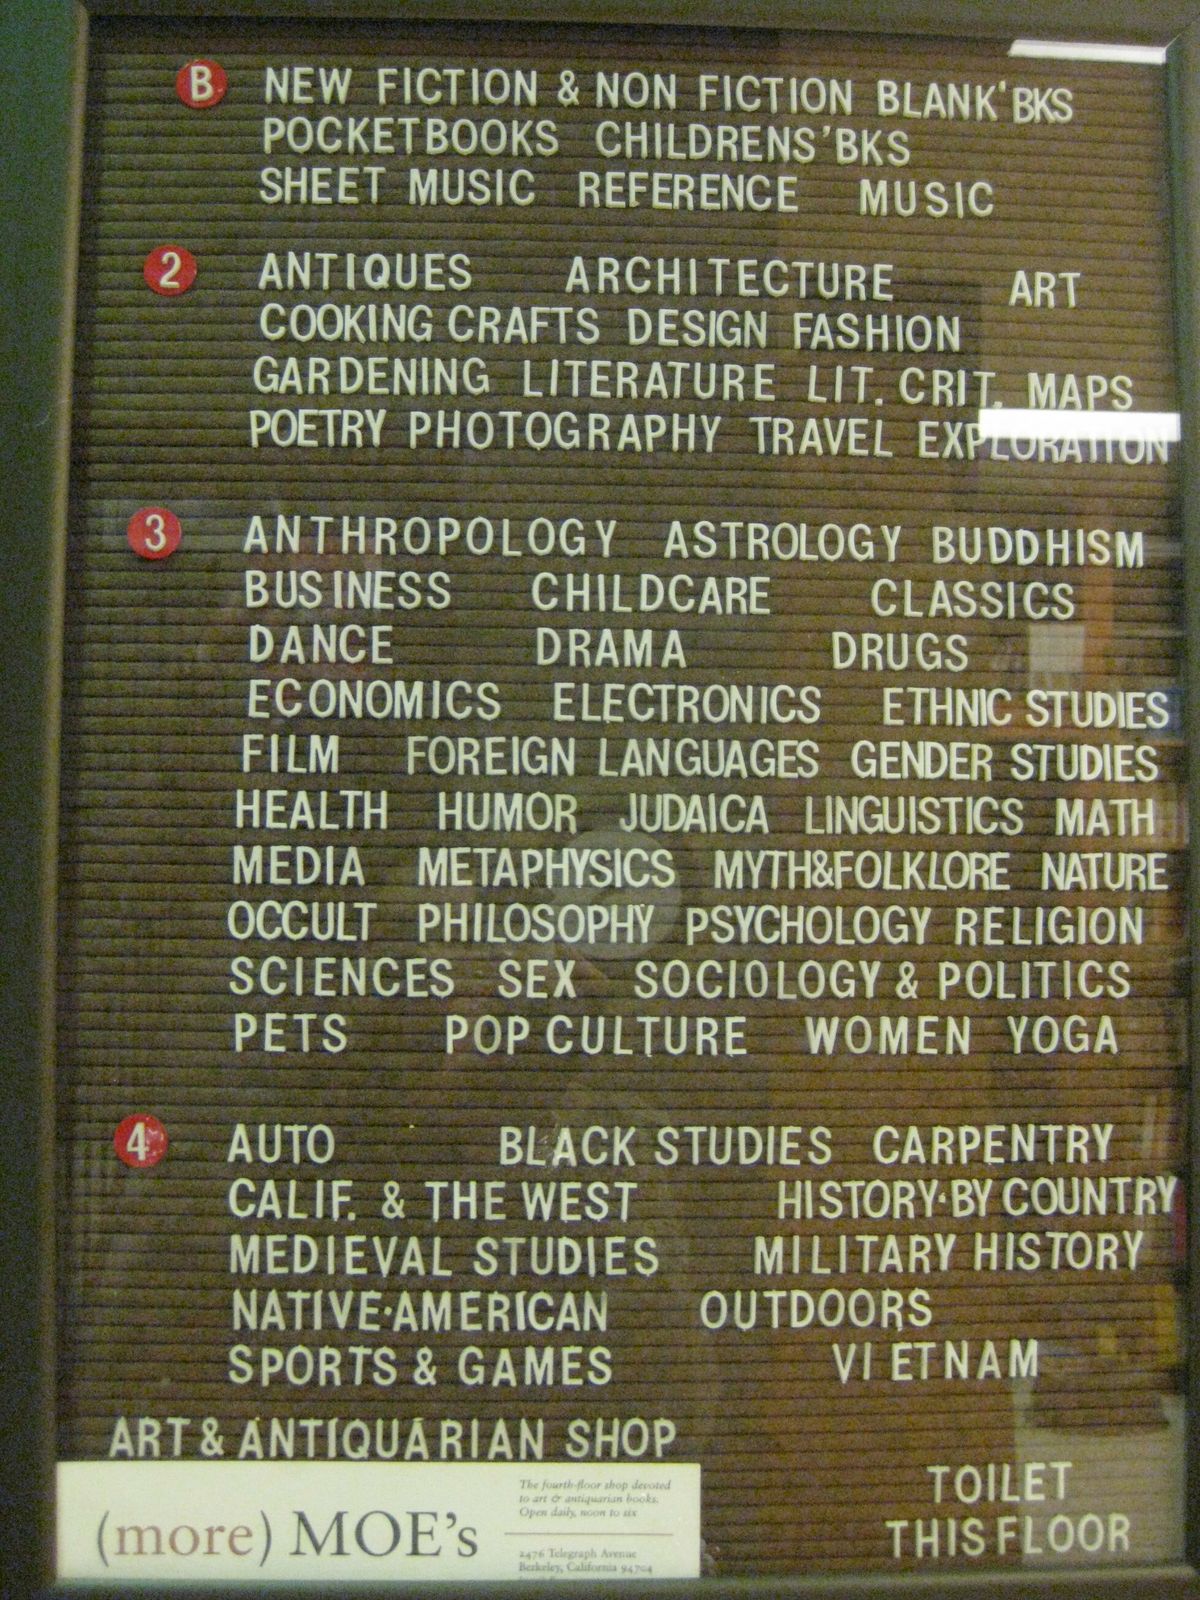 B NEW FICTION & NON FICTION BLANK'BKS
POCKETBOOKS CHILDRENS'BKS
SHEET MUSIC REFERENCE MUSIC
2 ANTIQUES ARCHITECTURE ART
COOKING CRAFTS DESIGN FASHION
GARDENING LITERATURE LIT. CRIT. MAPS
POETRY PHOTOGRAPHY TRAVEL EXPLORATION
3 ANTHROPOLOGY ASTROLOGY BUDDHISM
BUSINESS CHILDCARE CLASSICS
DANCE DRAMA DRUGS
ECONOMICS ELECTRONICS ETHNIC STUDIES
FILM FOREIGN LANGUAGES GENDER STUDIES
HEALTH HUMOR JUDAICA LINGUISTICS MATH
MEDIA METAPHYSICS MYTH&FOLKLORE NATURE
OCCULT PHILOSOPHY PSYCHOLOGY RELIGION
SCIENCES SEX SOCIOLOGY & POLITICS
PETS POP CULTURE WOMEN YOGA
4 AUTO BLACK STUDIES CARPENTRY
CALIF. & THE WEST HISTORY·BY COUNTRY
MEDIEVAL STUDIES MILITARY HISTORY
NATIVE·AMERICAN OUTDOORS
SPORTS & GAMES VIETNAM
ART & ANTIQUARIAN SHOP
(more) MOE's
The fourth-floor shop devoted
to art & antiquarian books.
Open daily, noon to six
2476 Telegraph Avenue
Berkeley, California 94704
TOILET
THIS FLOOR